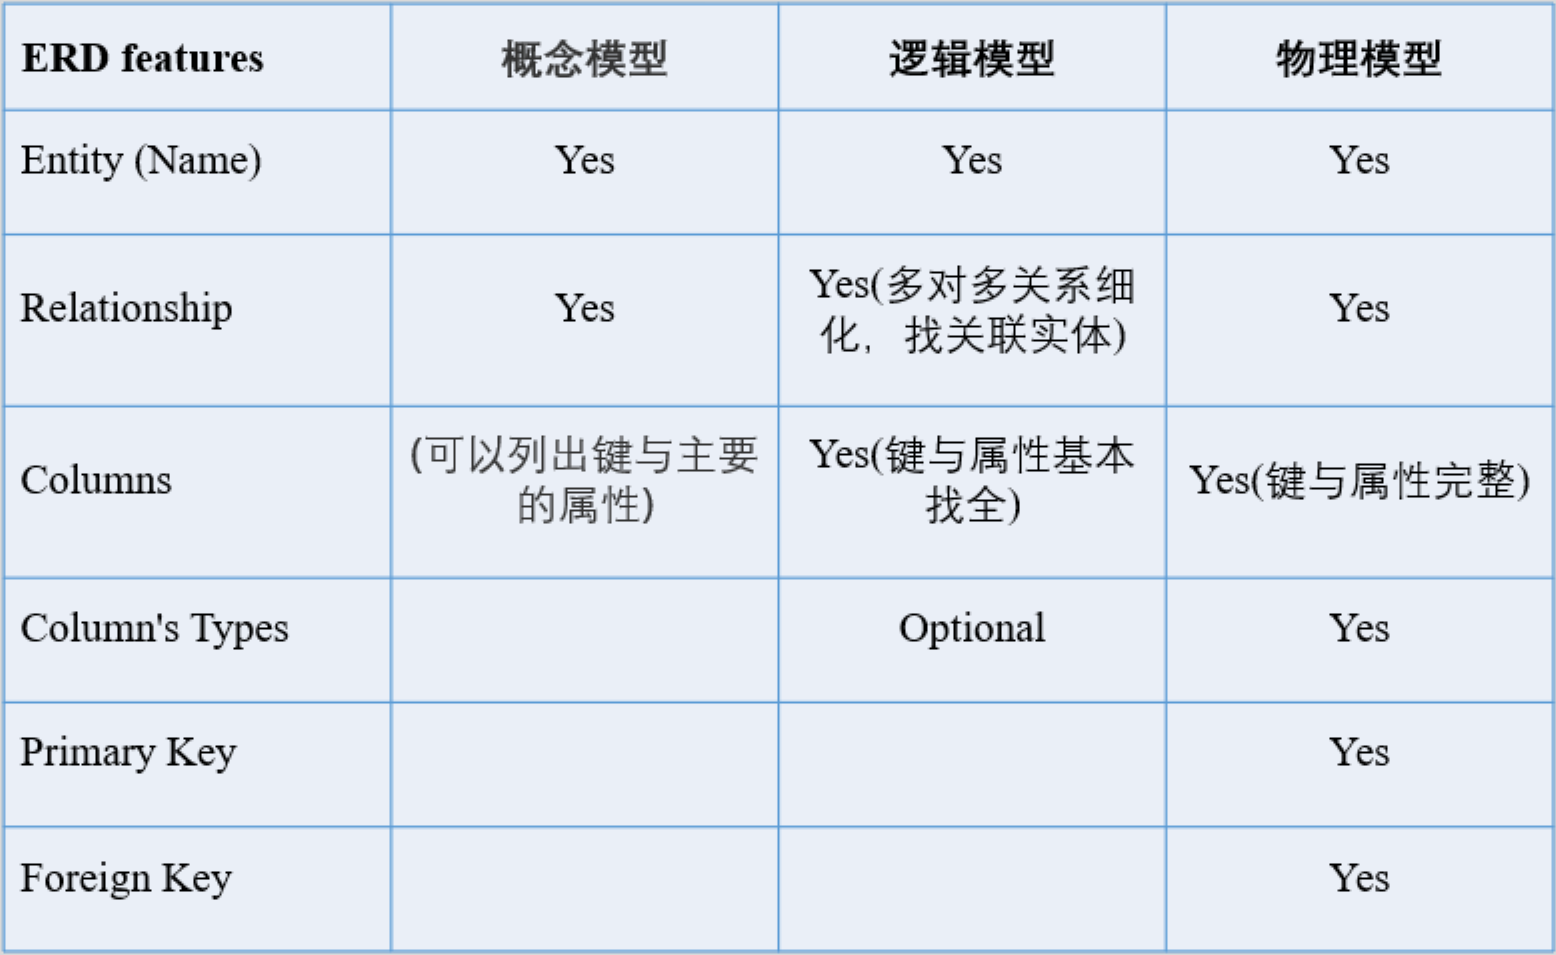 ERD features 概念模型 逻辑模型 物理模型
Entity (Name) Yes Yes Yes
Relationship Yes Yes(多对多关系细
化，找关联实体) Yes
Columns (可以列出键与主要
的属性) Yes(键与属性基本
找全) Yes(键与属性完整)
Column's Types Optional Yes
Primary Key Yes
Foreign Key Yes